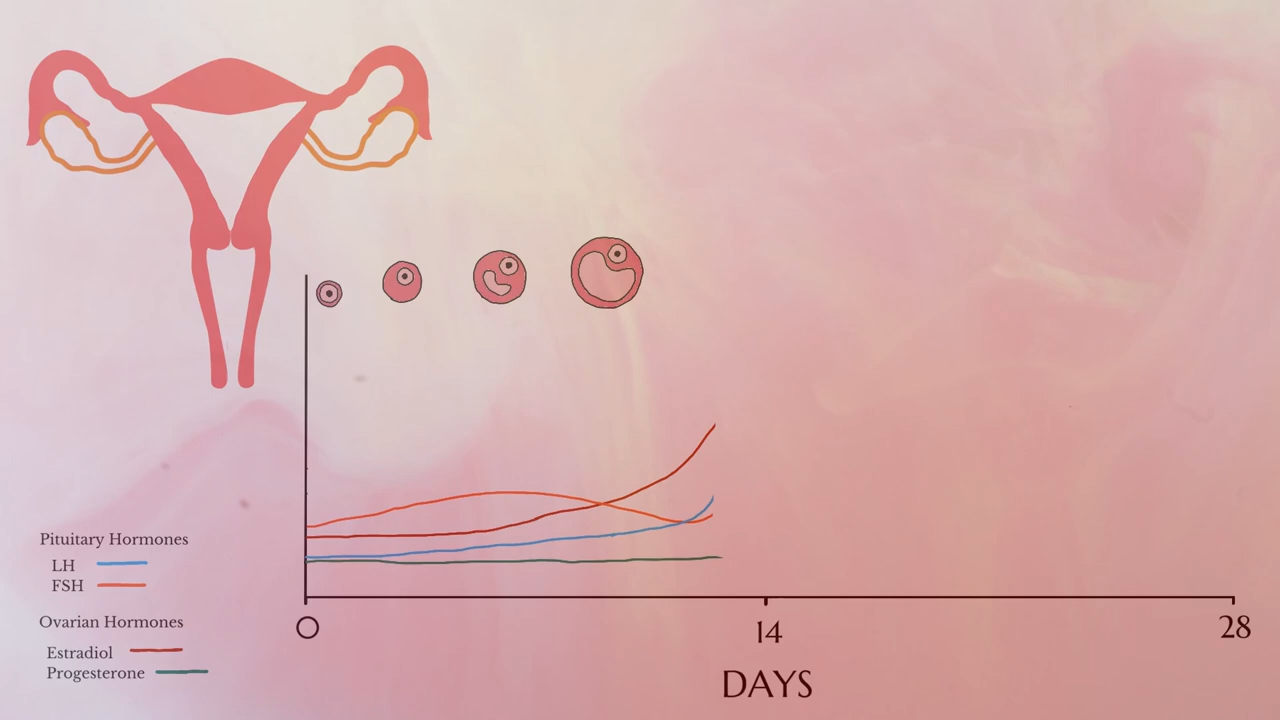 Pituitary Hormones
LH
FSH
Ovarian Hormones
Estradiol
Progesterone
0 14 28
DAYS